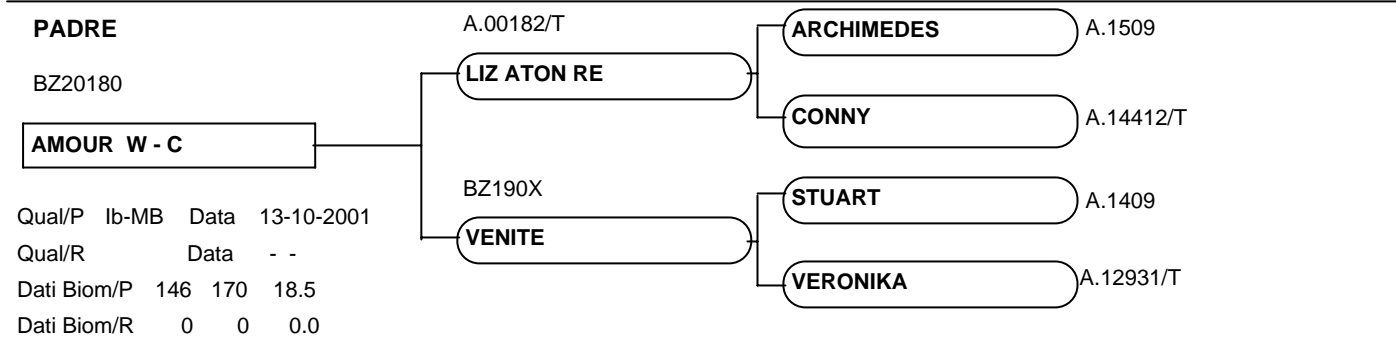 PADRE
BZ20180
AMOUR W - C
Qual/P Ib-MB Data 13-10-2001
Qual/R Data - -
Dati Biom/P 146 170 18.5
Dati Biom/R 0 0 0.0
A.00182/T
LIZ ATON RE
BZ190X
VENITE
ARCHIMEDES A.1509
CONNY A.14412/T
STUART A.1409
VERONIKA A.12931/T